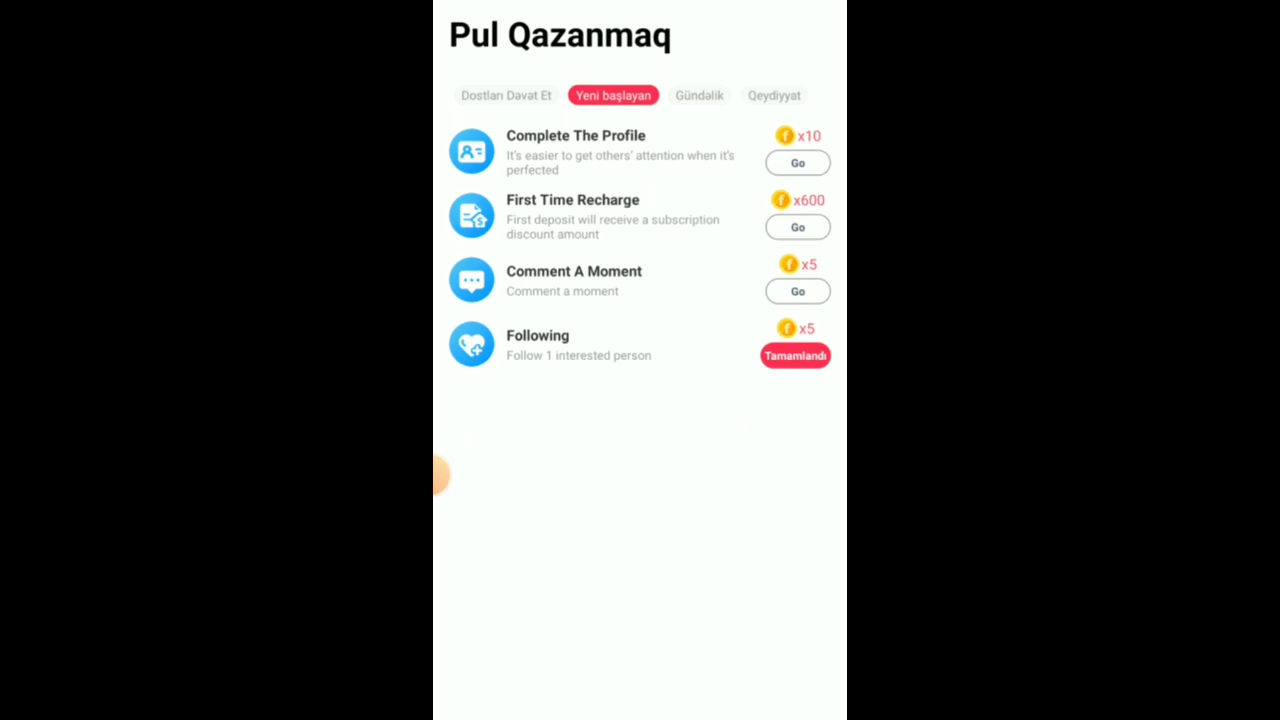 Pul Qazanmaq
Dostları Dəvət Et Yeni başlayan Gündəlik Qeydiyyat
Complete The Profile
x10
It's easier to get others' attention when it's
perfected
Go
First Time Recharge
x600
First deposit will receive a subscription
discount amount
Go
Comment A Moment
x5
Comment a moment
Go
Following
x5
Follow 1 interested person
Tamamlandı